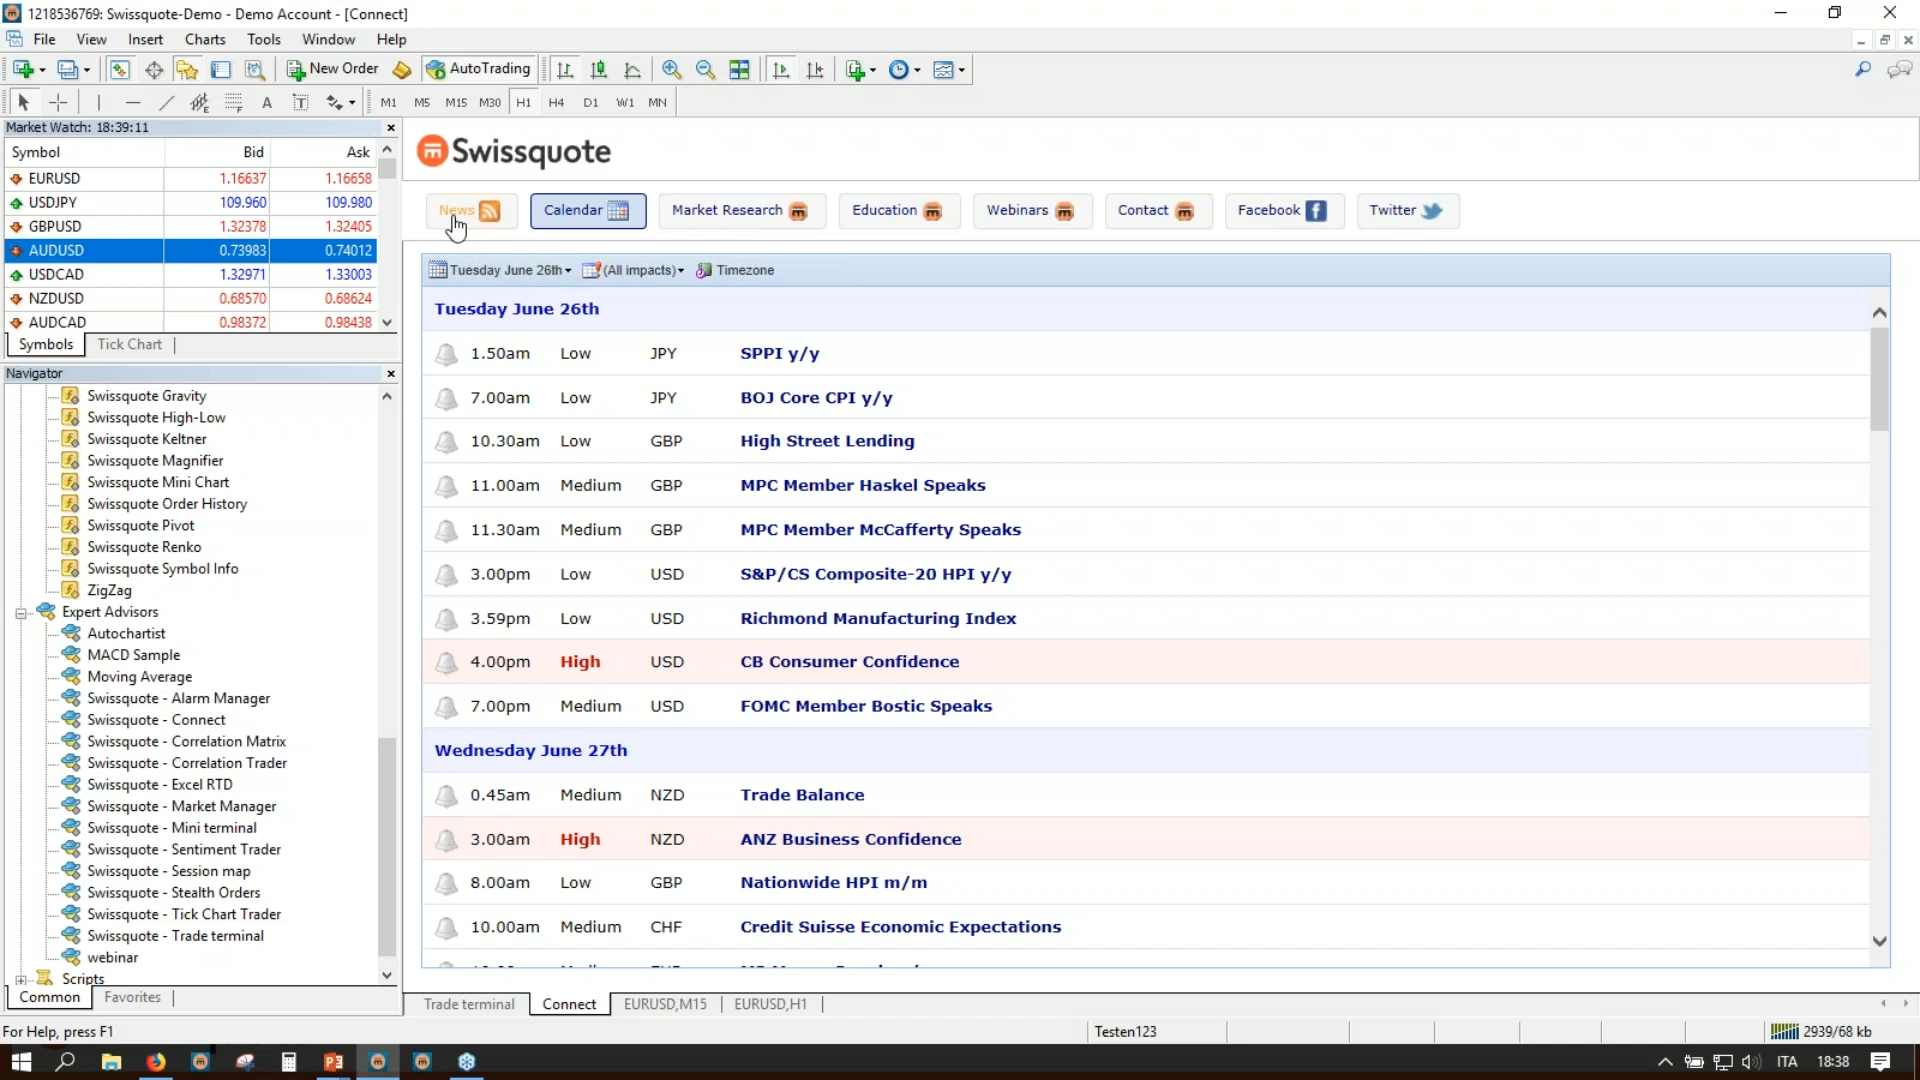 1218536769: Swissquote-Demo - Demo Account - [Connect]
File View Insert Charts Tools Window Help
New Order AutoTrading
A T M1 M5 M15 M30 H1 H4 D1 W1 MN
Market Watch: 18:39:11
Symbol Bid Ask
EURUSD 1.16637 1.16658
USDJPY 109.960 109.980
GBPUSD 1.32378 1.32405
AUDUSD 0.73983 0.74012
USDCAD 1.32971 1.33003
NZDUSD 0.68570 0.68624
AUDCAD 0.98372 0.98438
Symbols Tick Chart
Navigator
Swissquote Gravity
Swissquote High-Low
Swissquote Keltner
Swissquote Magnifier
Swissquote Mini Chart
Swissquote Order History
Swissquote Pivot
Swissquote Renko
Swissquote Symbol Info
ZigZag
Expert Advisors
Autochartist
MACD Sample
Moving Average
Swissquote - Alarm Manager
Swissquote - Connect
Swissquote - Correlation Matrix
Swissquote - Correlation Trader
Swissquote - Excel RTD
Swissquote - Market Manager
Swissquote - Mini terminal
Swissquote - Sentiment Trader
Swissquote - Session map
Swissquote - Stealth Orders
Swissquote - Tick Chart Trader
Swissquote - Trade terminal
webinar
Scripts
Common Favorites
Swissquote
News Calendar Market Research Education Webinars Contact Facebook Twitter
Tuesday June 26th (All impacts) Timezone
Tuesday June 26th
1.50am Low JPY SPPI y/y
7.00am Low JPY BOJ Core CPI y/y
10.30am Low GBP High Street Lending
11.00am Medium GBP MPC Member Haskel Speaks
11.30am Medium GBP MPC Member McCafferty Speaks
3.00pm Low USD S&P/CS Composite-20 HPI y/y
3.59pm Low USD Richmond Manufacturing Index
4.00pm High USD CB Consumer Confidence
7.00pm Medium USD FOMC Member Bostic Speaks
Wednesday June 27th
0.45am Medium NZD Trade Balance
3.00am High NZD ANZ Business Confidence
8.00am Low GBP Nationwide HPI m/m
10.00am Medium CHF Credit Suisse Economic Expectations
Trade terminal Connect EURUSD,M15 EURUSD,H1
For Help, press F1 Testen123 2939/68 kb
ITA 18:38